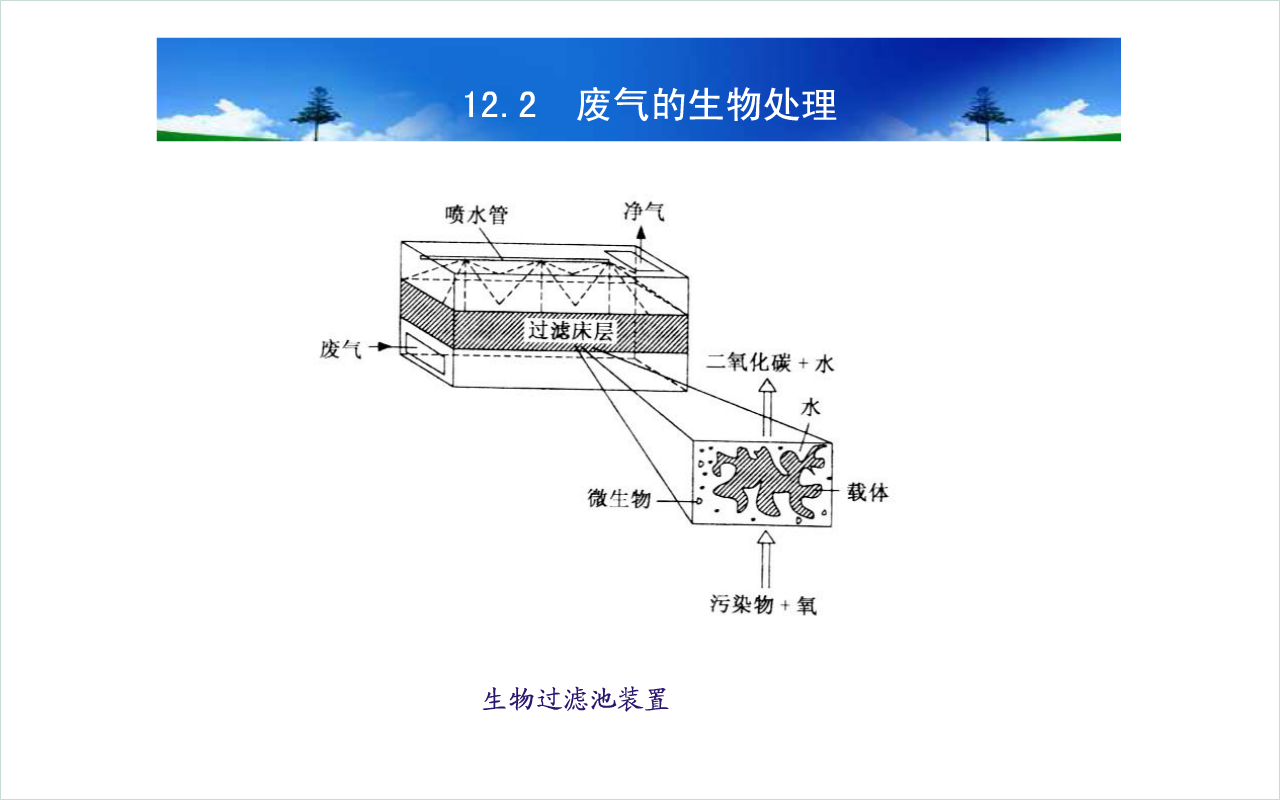 12.2 废气的生物处理
喷水管
净气
过滤床层
废气
二氧化碳+水
水
微生物
载体
污染物+氧
生物过滤池装置